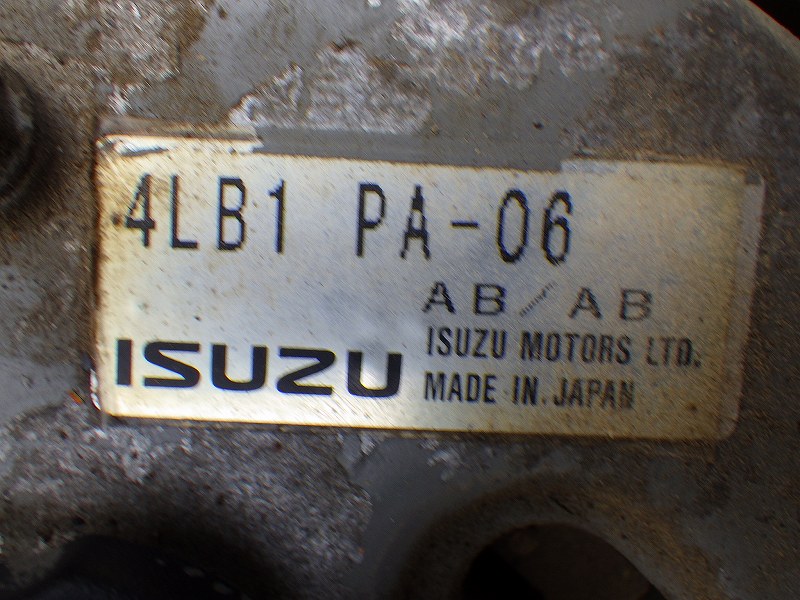 4LB1 PA-06
AB/AB
ISUZU
ISUZU MOTORS LTD.
MADE IN JAPAN